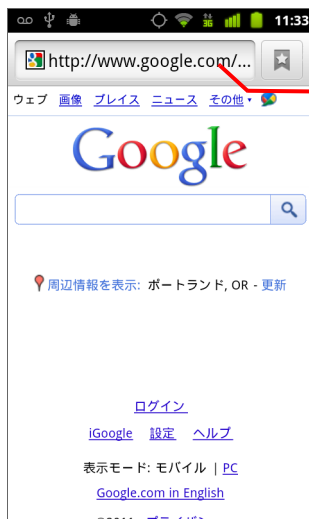 11:33
http://www.google.com/...
ウェブ 画像 プレイス ニュース その他
Google
周辺情報を表示: ポートランド, OR - 更新
ログイン
iGoogle 設定 ヘルプ
表示モード: モバイル | PC
Google.com in English